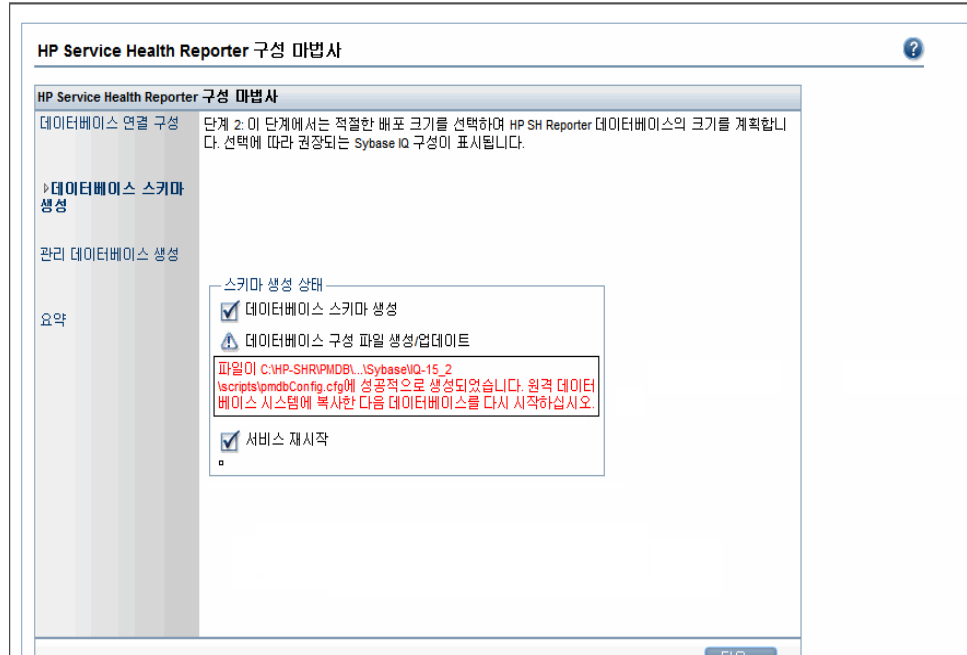 HP Service Health Reporter 구성 마법사
?
HP Service Health Reporter 구성 마법사
데이터베이스 연결 구성
▷데이터베이스 스키마
생성
관리 데이터베이스 생성
요약
단계 2: 이 단계에서는 적절한 배포 크기를 선택하여 HP SH Reporter 데이터베이스의 크기를 계획합니
다. 선택에 따라 권장되는 Sybase IQ 구성이 표시됩니다.
스키마 생성 상태
데이터베이스 스키마 생성
데이터베이스 구성 파일 생성/업데이트
파일이 C:\HP-SHR\PMDB\...\Sybase\IQ-15_2
\scripts\pmdbConfig.cfg에 성공적으로 생성되었습니다. 원격 데이터
베이스 시스템에 복사한 다음 데이터베이스를 다시 시작하십시오.
서비스 재시작